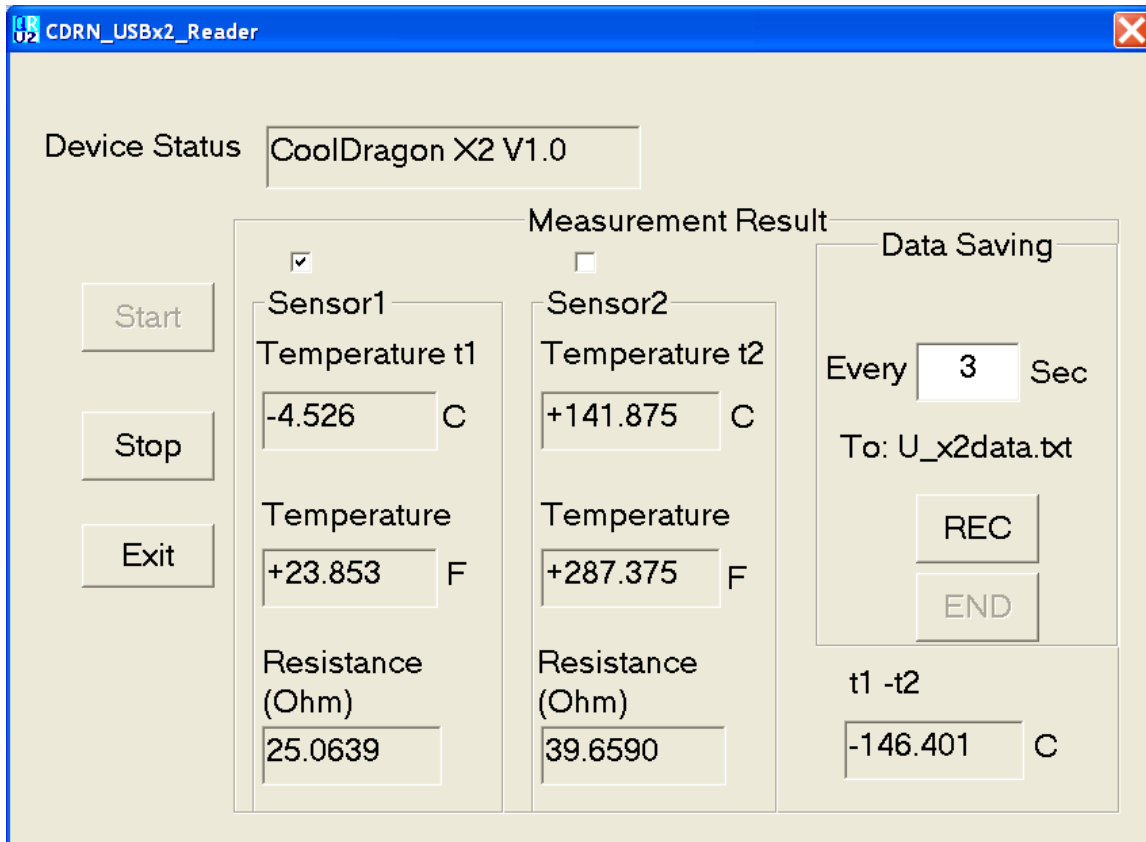 CR
U2 CDRN_USBx2_Reader
Device Status CoolDragon X2 V1.0
Measurement Result
Data Saving
Start
Stop
Exit
Sensor1
Temperature t1
-4.526 C
Temperature
+23.853 F
Resistance
(Ohm)
25.0639
Sensor2
Temperature t2
+141.875 C
Temperature
+287.375 F
Resistance
(Ohm)
39.6590
Every 3 Sec
To: U_x2data.txt
REC
END
t1 -t2
-146.401 C